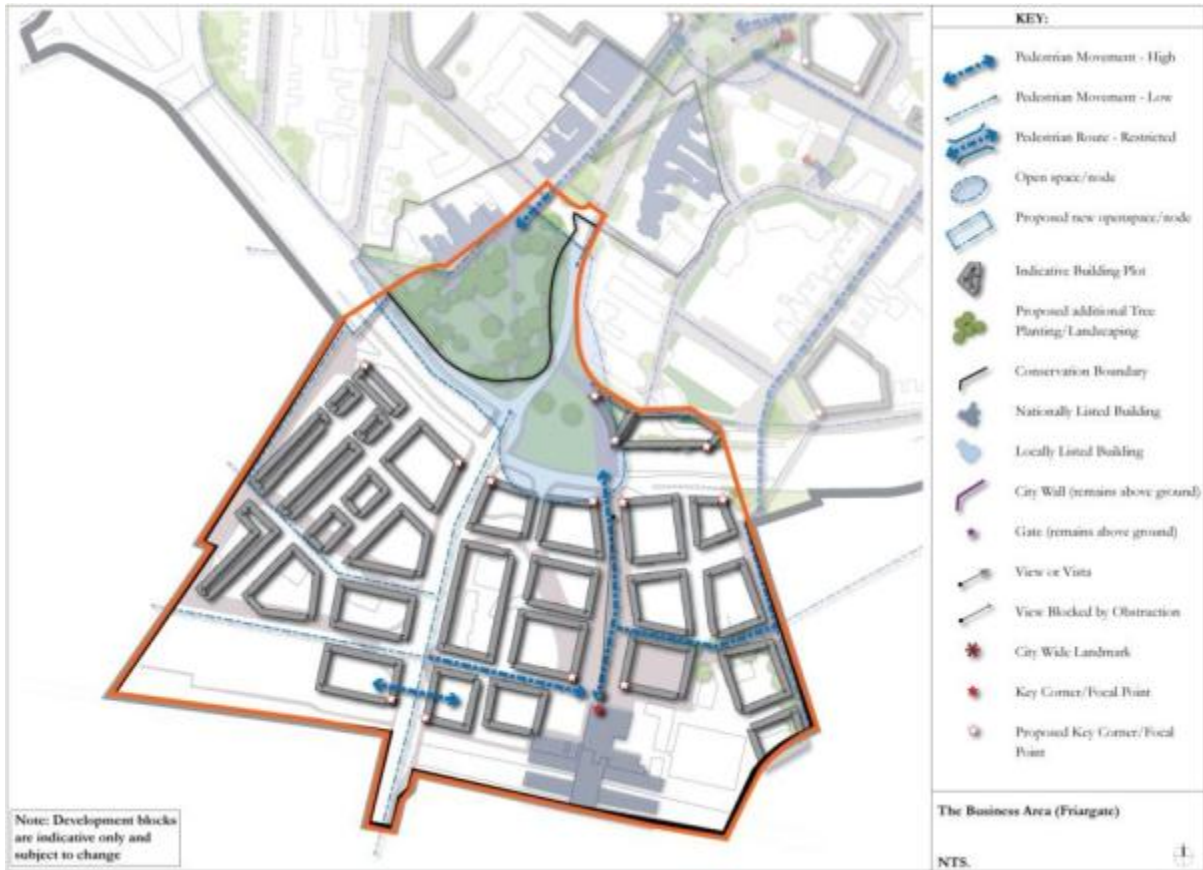 KEY:
Pedestrian Movement - High
Pedestrian Movement - Low
Pedestrian Route - Restricted
Open space/node
Proposed new openspace/node
Indicative Building Plot
Proposed additional Tree
Planting/Landscaping
Conservation Boundary
Nationally Listed Building
Locally Listed Building
City Wall (remains above ground)
Gate (remains above ground)
View or Vista
View Blocked by Obstruction
City Wide Landmark
Key Corner/Focal Point
Proposed Key Corner/Focal
Point
Note: Development blocks
are indicative only and
subject to change
The Business Area (Friargate)
NTS.